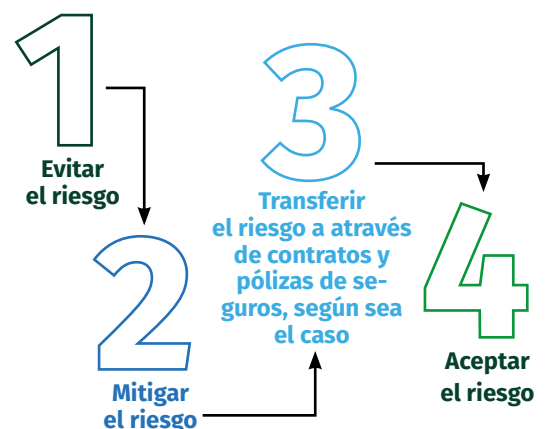 1
Evitar
el riesgo
2
Mitigar
el riesgo
3
Transferir
el riesgo a através
de contratos y
pólizas de se-
guros, según sea
el caso
4
Aceptar
el riesgo